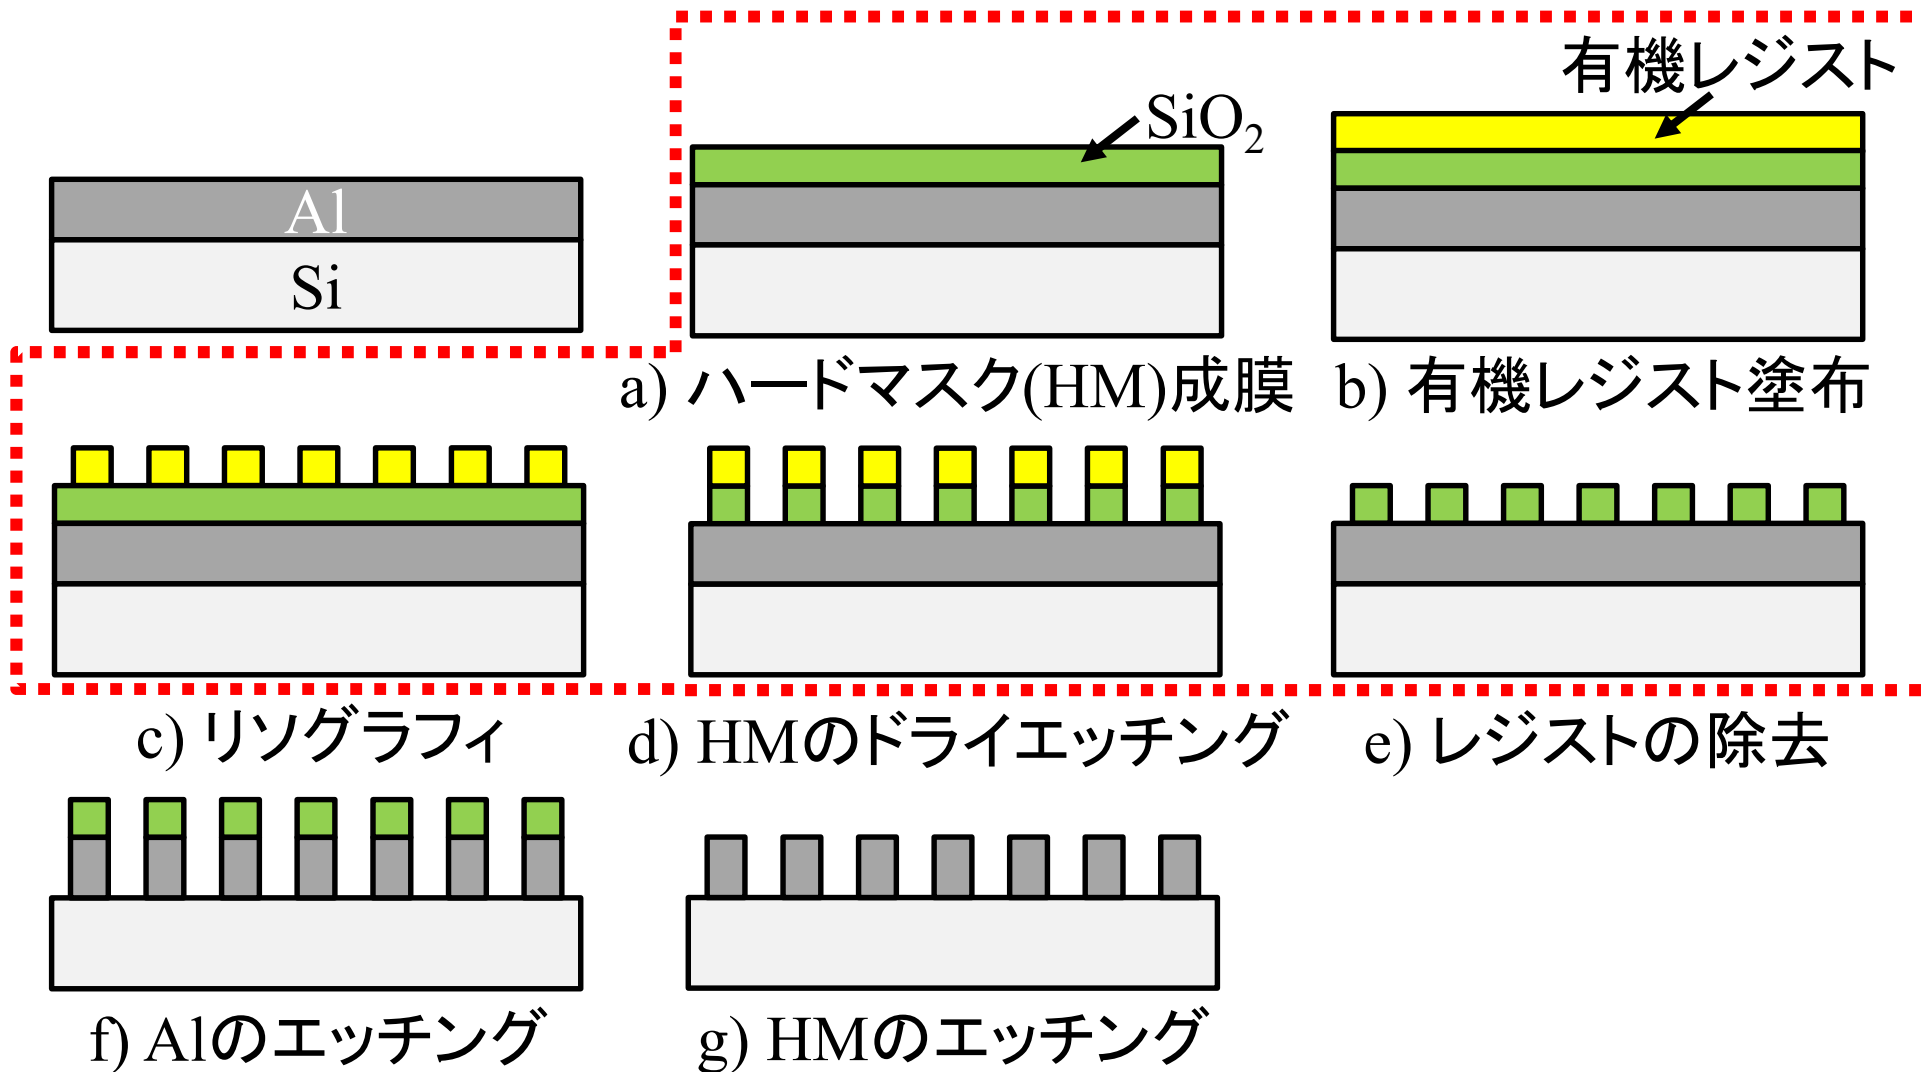 有機レジスト
SiO2
Al
Si
a) ハードマスク(HM)成膜
b) 有機レジスト塗布
c) リソグラフィ
d) HMのドライエッチング
e) レジストの除去
f) Alのエッチング
g) HMのエッチング